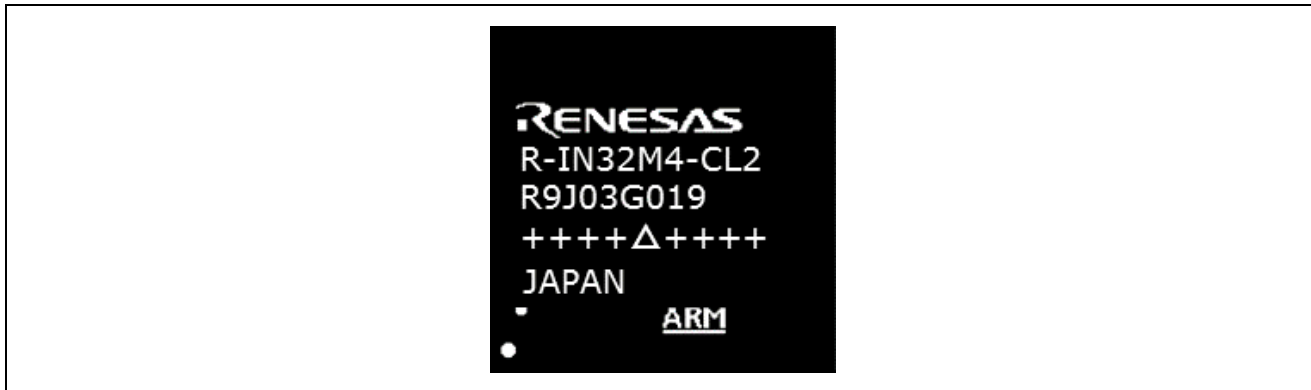 RENESAS
R-IN32M4-CL2
R9J03G019
++++△++++
JAPAN
ARM